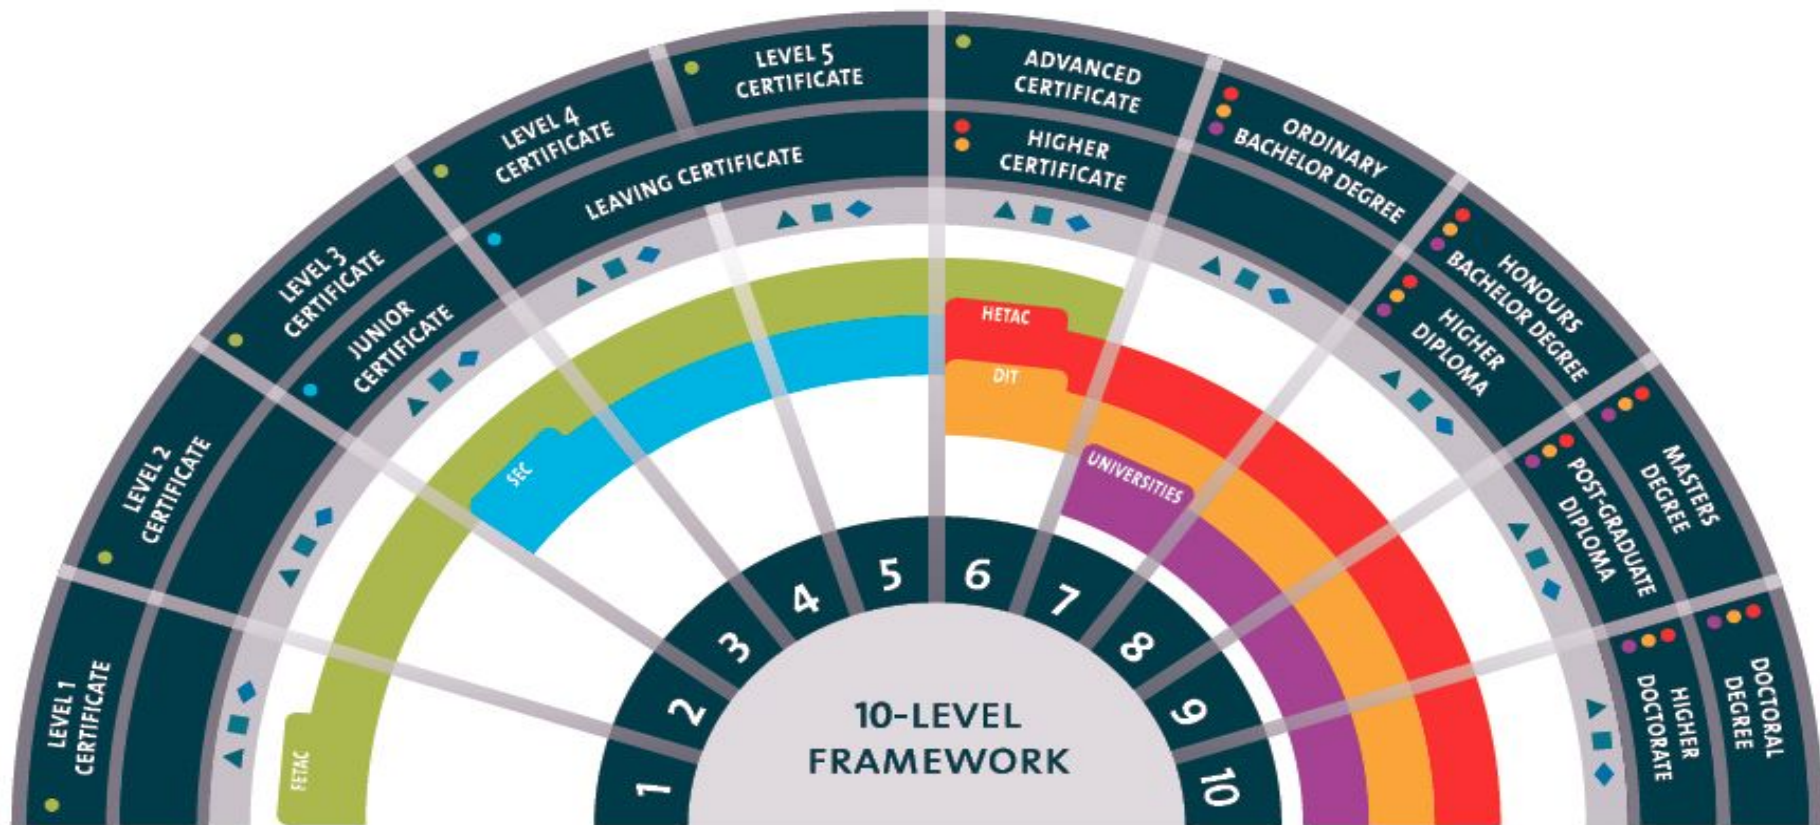 LEVEL 1
CERTIFICATE
LEVEL 2
CERTIFICATE
LEVEL 3
CERTIFICATE
LEVEL 4
CERTIFICATE
LEVEL 5
CERTIFICATE
ADVANCED
CERTIFICATE
ORDINARY
BACHELOR DEGREE
HONOURS
BACHELOR DEGREE
MASTERS
DEGREE
DOCTORAL
DEGREE
JUNIOR
CERTIFICATE
LEAVING CERTIFICATE
HIGHER
CERTIFICATE
HIGHER
DIPLOMA
POST-GRADUATE
DIPLOMA
HIGHER
DOCTORATE
FETAC
SEC
HETAC
DIT
UNIVERSITIES
1
2
3
4
5
6
7
8
9
10
10-LEVEL
FRAMEWORK